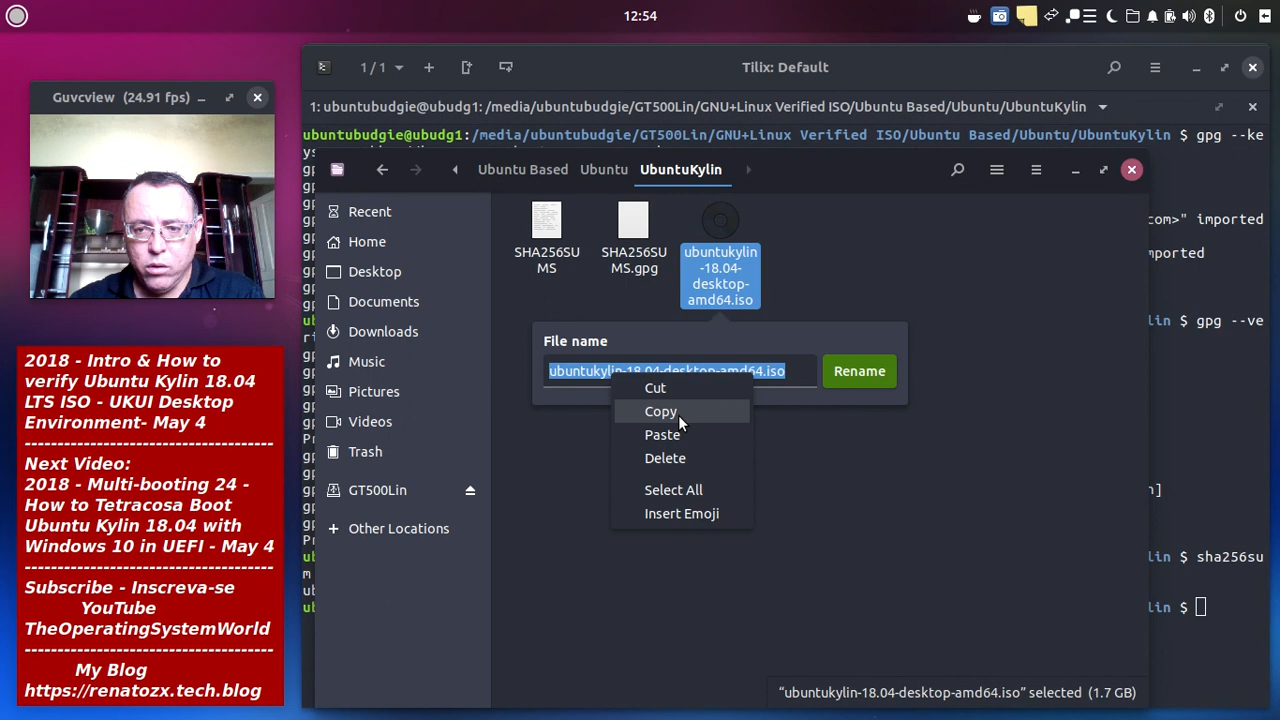 12:54
Guvcview (24.91 fps)
1 / 1
Tilix: Default
1: ubuntubudgie@ubudg1: /media/ubuntubudgie/GT500Lin/GNU+Linux Verified ISO/Ubuntu Based/Ubuntu/UbuntuKylin
ubuntubudgie@ubudg1:/media/ubuntubudgie/GT500Lin/GNU+Linux Verified ISO/Ubuntu Based/Ubuntu/UbuntuKylin $ gpg --ke
ys
Ubuntu Based
Ubuntu
UbuntuKylin
com>" imported
mported
lin $ gpg --ve
ri
n]
lin $ sha256su
m
lin $
Recent
Home
Desktop
Documents
Downloads
Music
Pictures
Videos
Trash
GT500Lin
Other Locations
SHA256SU
MS
SHA256SU
MS.gpg
ubuntukylin
-18.04-
desktop-
amd64.iso
File name
ubuntukylin-18.04-desktop-amd64.iso
Rename
Cut
Copy
Paste
Delete
Select All
Insert Emoji
"ubuntukylin-18.04-desktop-amd64.iso" selected (1.7 GB)
2018 - Intro & How to
verify Ubuntu Kylin 18.04
LTS ISO - UKUI Desktop
Environment- May 4
----------------------------------------
Next Video:
2018 - Multi-booting 24 -
How to Tetracosa Boot
Ubuntu Kylin 18.04 with
Windows 10 in UEFI - May 4
----------------------------------------
Subscribe - Inscreva-se
YouTube
TheOperatingSystemWorld
----------------------------------------
My Blog
https://renatozx.tech.blog